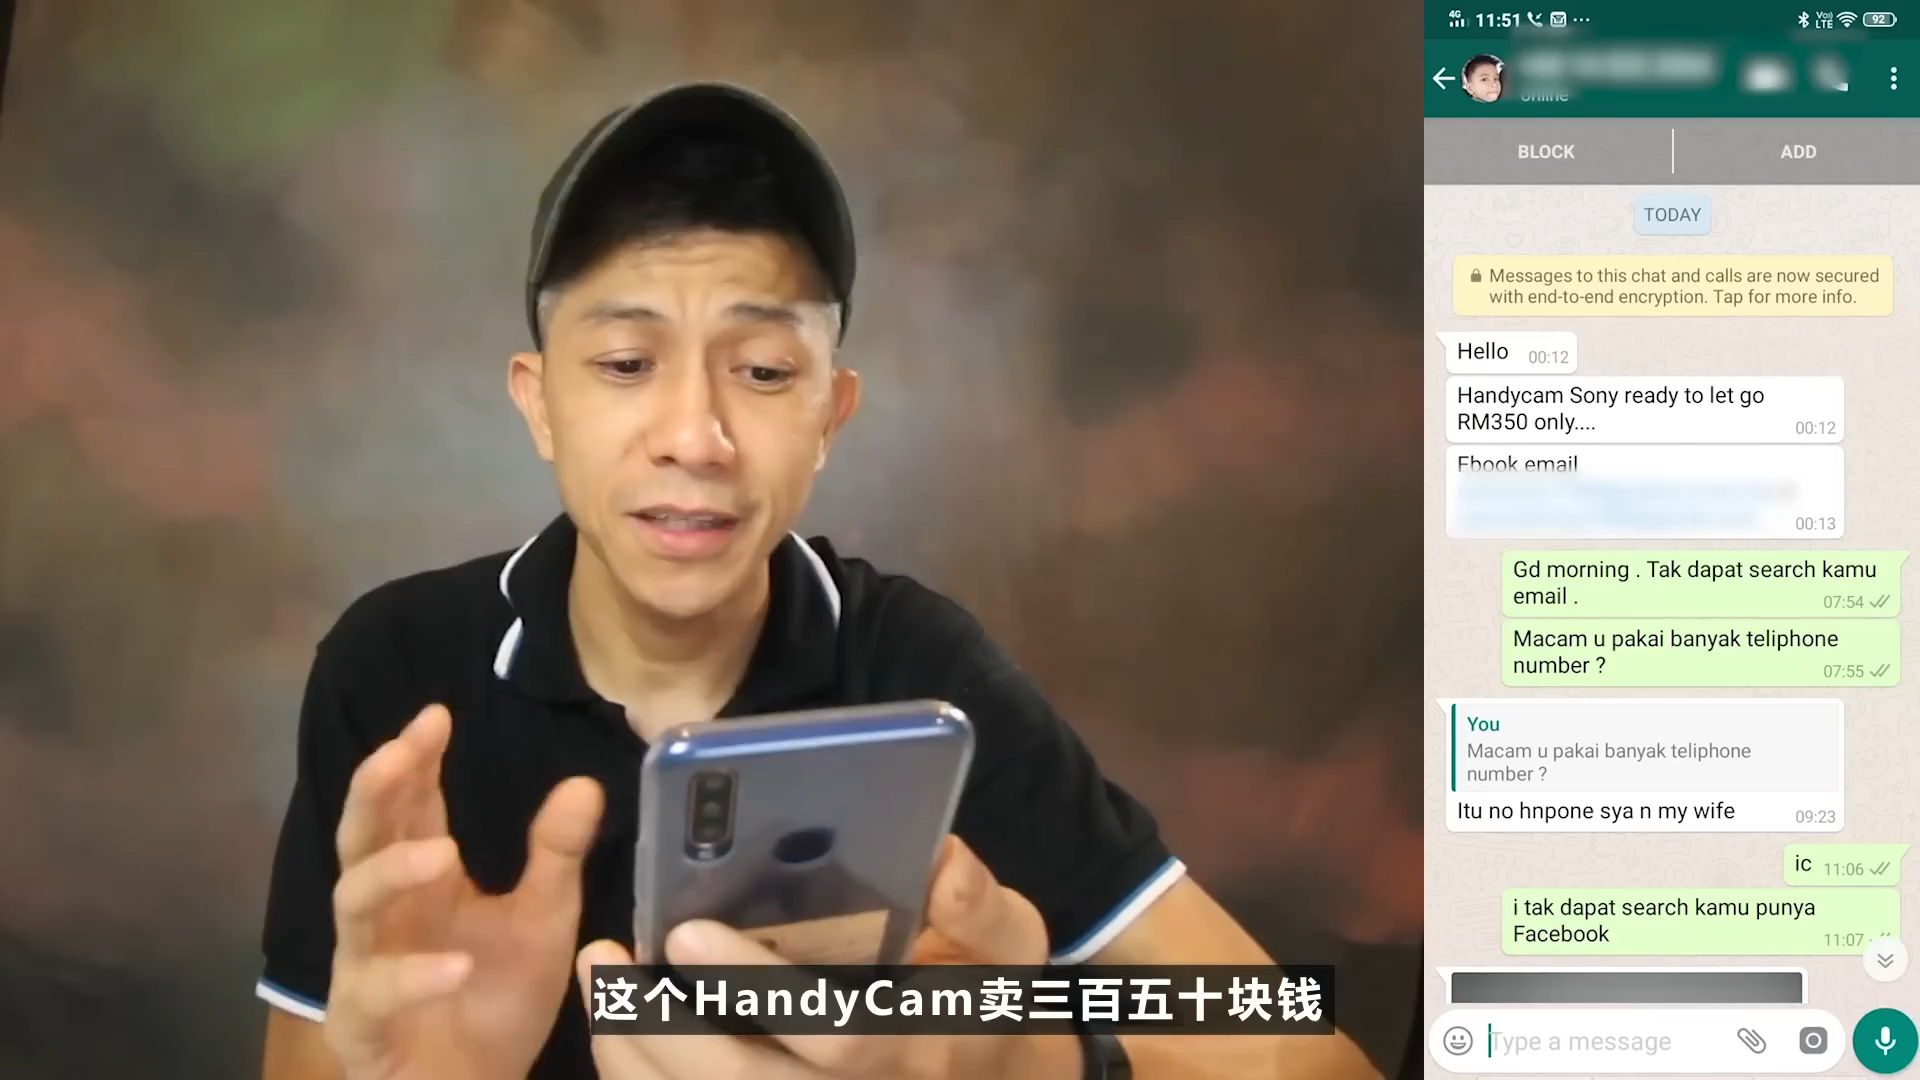 4G 11:51
VoD LTE 92
online
BLOCK
ADD
TODAY
Messages to this chat and calls are now secured
with end-to-end encryption. Tap for more info.
Hello 00:12
Handycam Sony ready to let go
RM350 only....
00:12
Fbook email
00:13
Gd morning . Tak dapat search kamu
email .
07:54
Macam u pakai banyak teliphone
number ?
07:55
You
Macam u pakai banyak teliphone
number ?
Itu no hnpone sya n my wife
09:23
ic 11:06
i tak dapat search kamu punya
Facebook
11:07
Type a message
这个HandyCam卖三百五十块钱